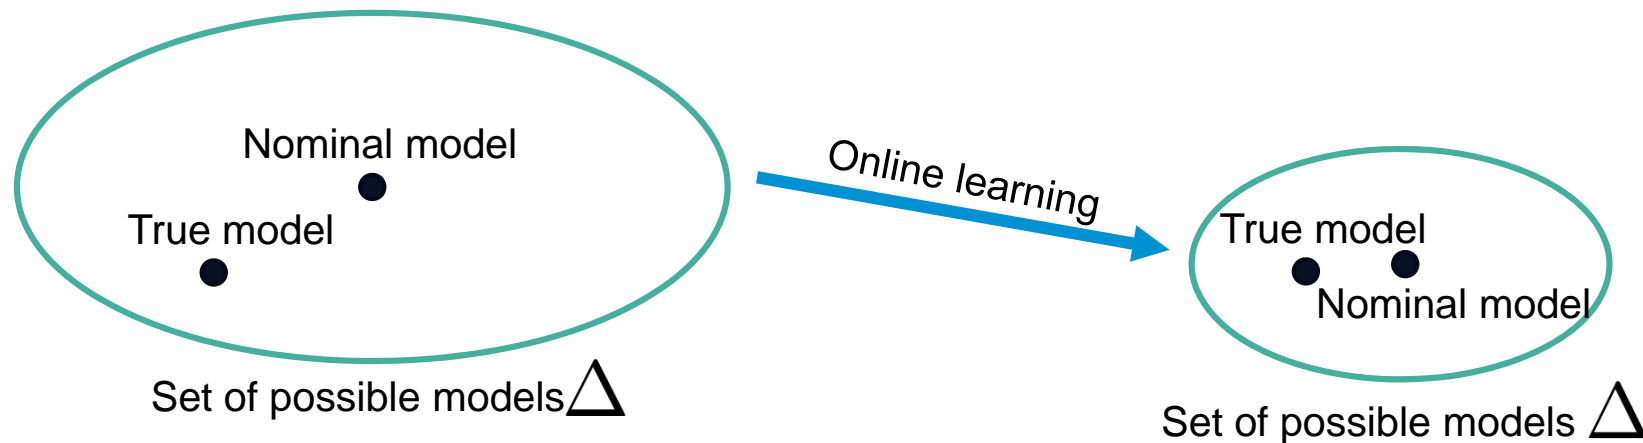 Nominal model
True model
Set of possible models Δ
Online learning
True model
Nominal model
Set of possible models Δ